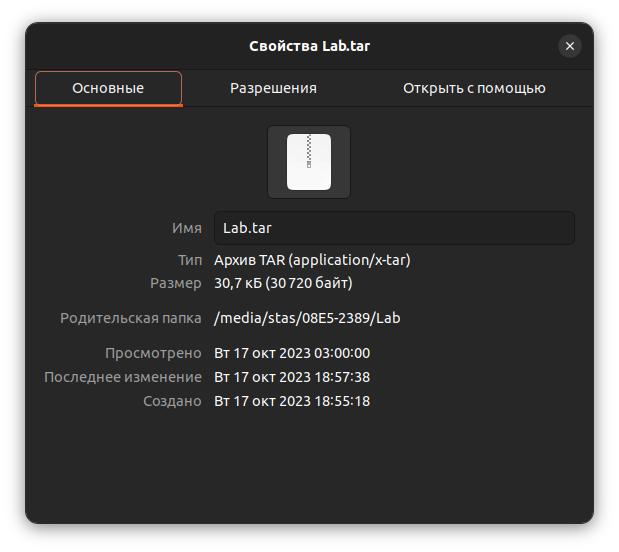 Свойства Lab.tar
Основные Разрешения Открыть с помощью
Имя Lab.tar
Тип Архив TAR (application/x-tar)
Размер 30,7 кБ (30 720 байт)
Родительская папка /media/stas/08E5-2389/Lab
Просмотрено Вт 17 окт 2023 03:00:00
Последнее изменение Вт 17 окт 2023 18:57:38
Создано Вт 17 окт 2023 18:55:18